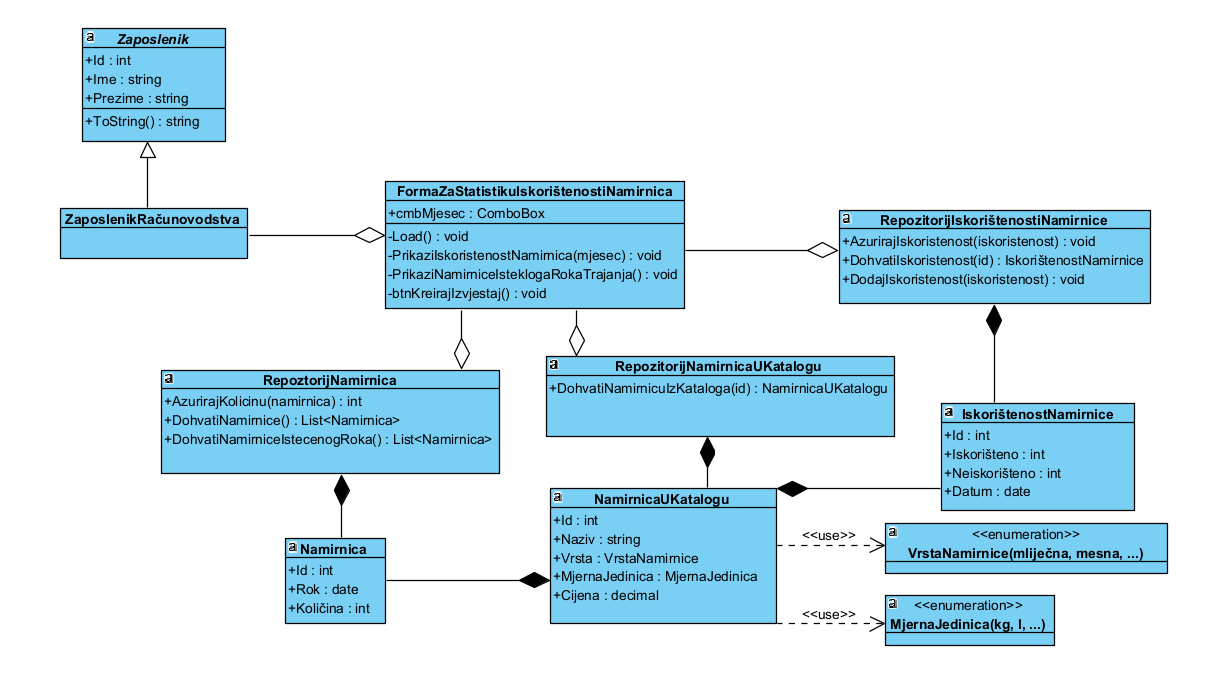 Zaposlenik
+Id : int
+Ime : string
+Prezime : string
+ToString() : string
ZaposlenikRačunovodstva
FormaZaStatistikuIskorištenostiNamirnica
+cmbMjesec : ComboBox
-Load() : void
-PrikaziIskoristenostNamirnica(mjesec) : void
-PrikaziNamirniceIsteklogaRokaTrajanja() : void
-btnKreirajIzvjestaj() : void
RepozitorijIskorištenostiNamirnice
+AzurirajIskoristenost(iskoristenost) : void
+DohvatiIskoristenost(id) : IskorištenostNamirnice
+DodajIskoristenost(iskoristenost) : void
RepoztorijNamirnica
+AzurirajKolicinu(namirnica) : int
+DohvatiNamirnice() : List<Namirnica>
+DohvatiNamirniceIstecenogRoka() : List<Namirnica>
RepozitorijNamirnicaUKatalogu
+DohvatiNamirnicuIzKataloga(id) : NamirnicaUKatalogu
IskorištenostNamirnice
+Id : int
+Iskorišteno : int
+Neiskorišteno : int
+Datum : date
Namirnica
+Id : int
+Rok : date
+Količina : int
NamirnicaUKatalogu
+Id : int
+Naziv : string
+Vrsta : VrstaNamirnice
+MjernaJedinica : MjernaJedinica
+Cijena : decimal
<<use>>
<<enumeration>>
VrstaNamirnice(mliječna, mesna, ...)
<<use>>
<<enumeration>>
MjernaJedinica(kg, l, ...)